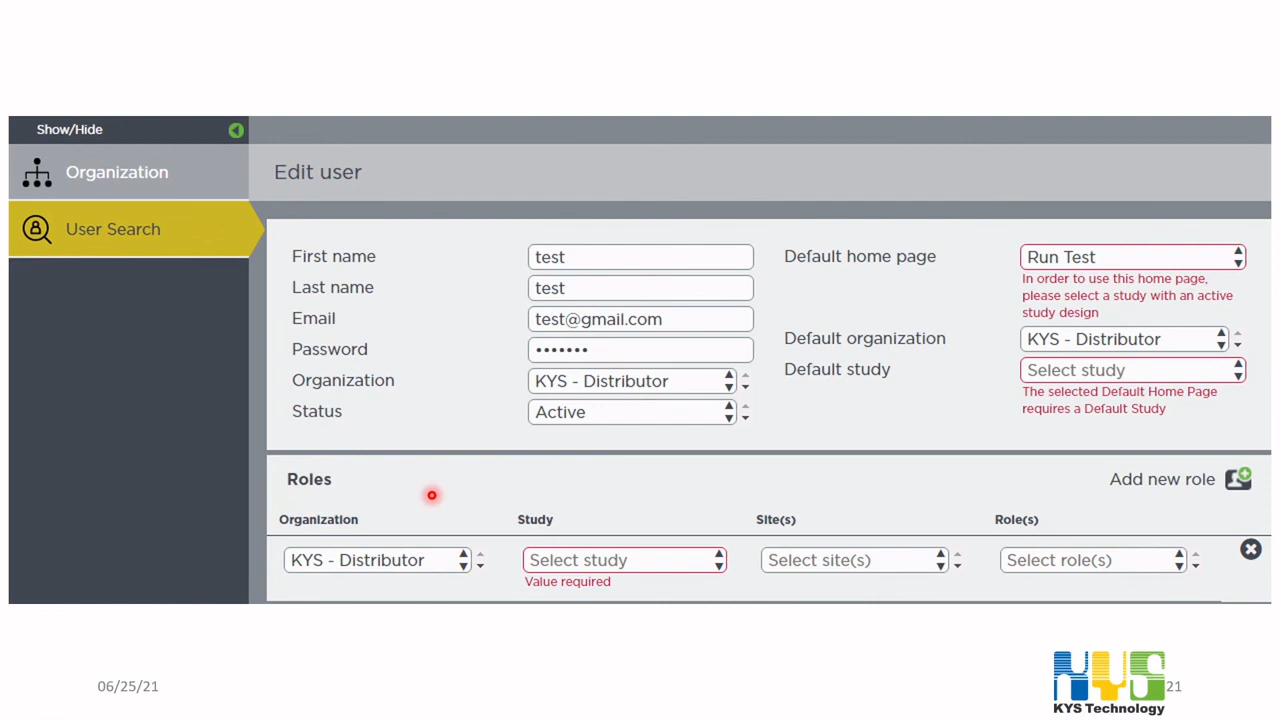 Show/Hide
Organization
User Search
Edit user
First name
test
Last name
test
Email
test@gmail.com
Password
•••••••
Organization
KYS - Distributor
Status
Active
Default home page
Run Test
In order to use this home page,
please select a study with an active
study design
Default organization
KYS - Distributor
Default study
Select study
The selected Default Home Page
requires a Default Study
Roles
Add new role
Organization
Study
Site(s)
Role(s)
KYS - Distributor
Select study
Select site(s)
Select role(s)
Value required
06/25/21
KYS
KYS Technology
21